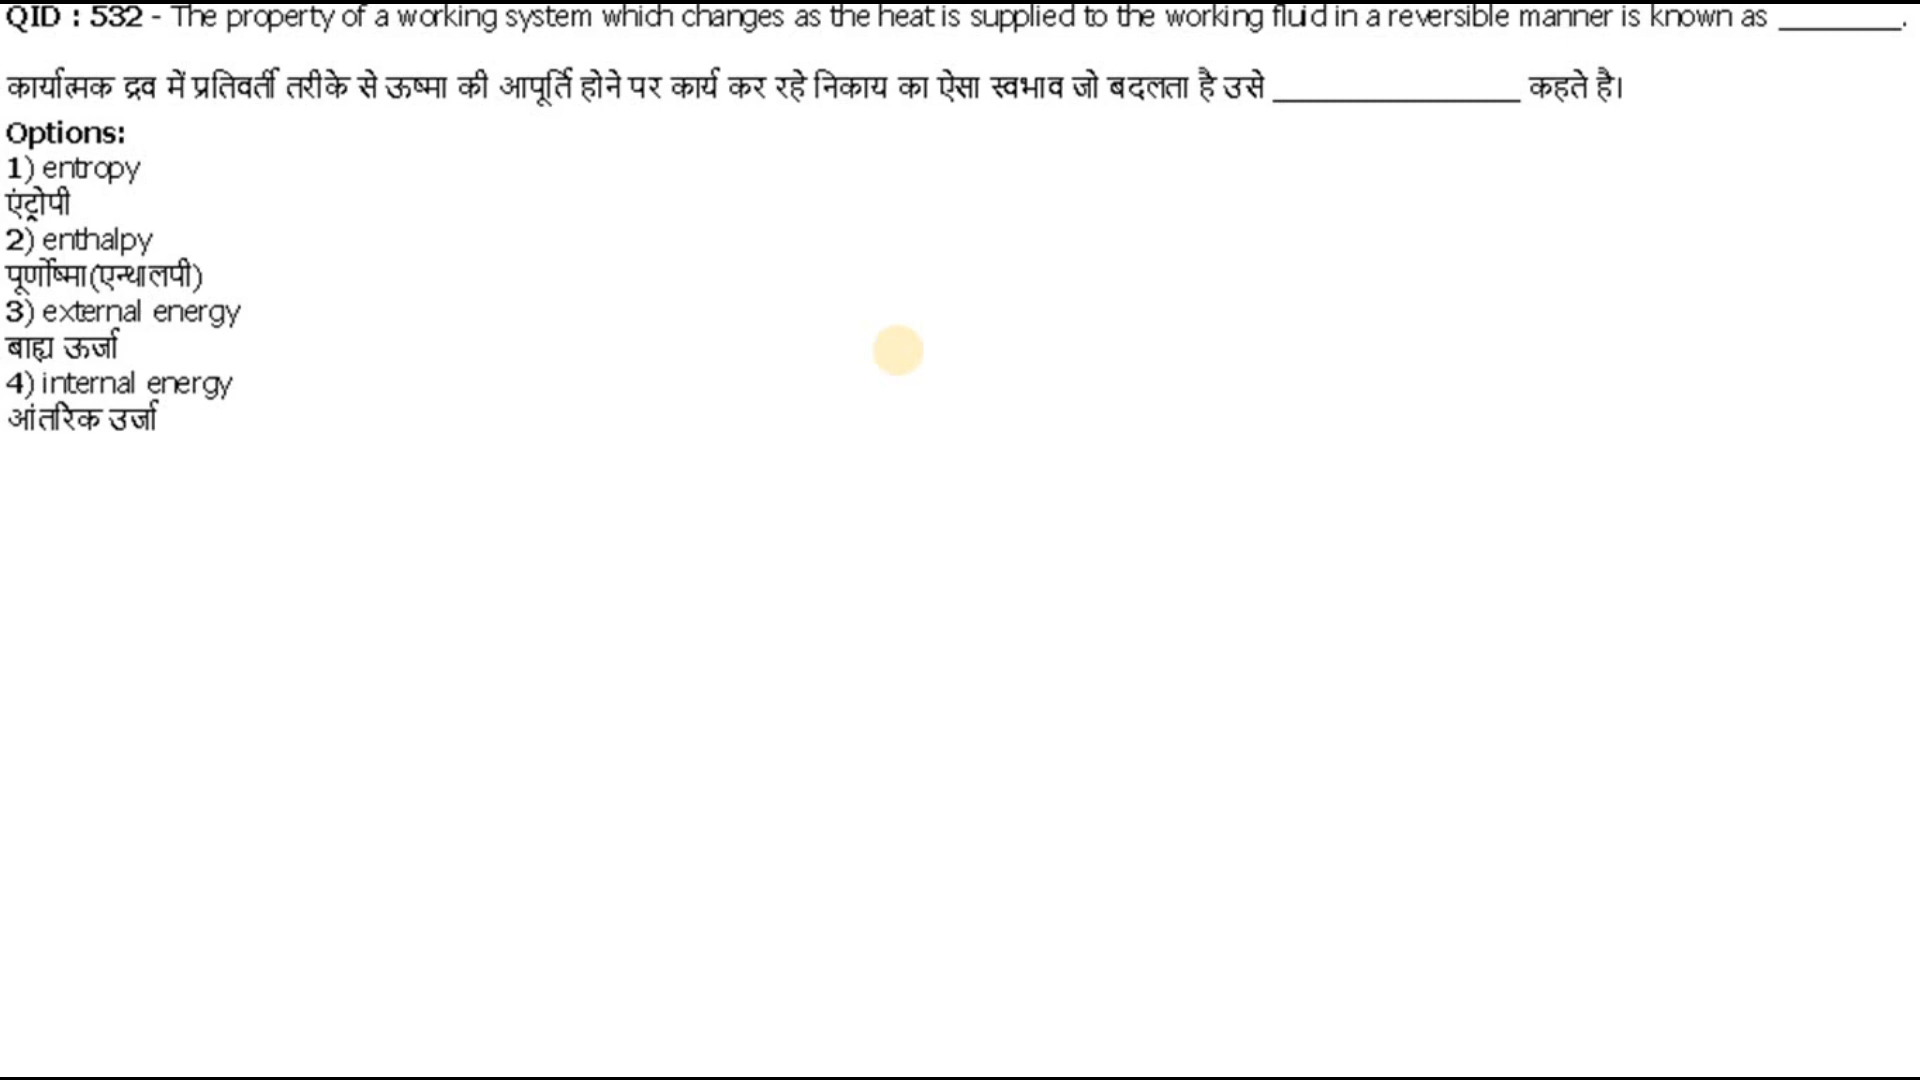 QID : 532 - The property of a working system which changes as the heat is supplied to the working fluid in a reversible manner is known as ________.
कार्यात्मक द्रव में प्रतिवर्ती तरीके से ऊष्मा की आपूर्ति होने पर कार्य कर रहे निकाय का ऐसा स्वभाव जो बदलता है उसे ________________ कहते है।
Options:
1) entropy
एंट्रोपी
2) enthalpy
पूर्णोष्मा(एन्थालपी)
3) external energy
बाह्य ऊर्जा
4) internal energy
आंतरिक उर्जा